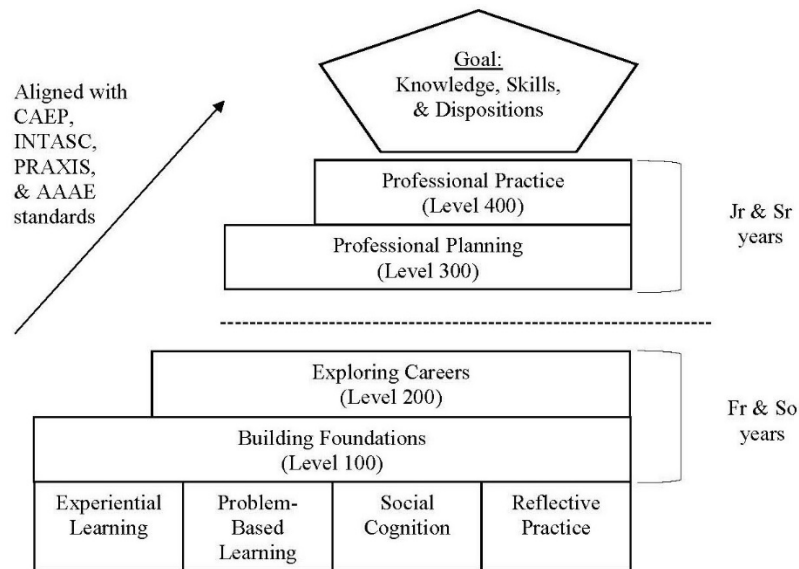 Goal:
Knowledge, Skills,
& Dispositions
Aligned with
CAEP,
INTASC,
PRAXIS,
& AAAE
standards
Professional Practice
(Level 400)
Professional Planning
(Level 300)
Jr & Sr
years
Exploring Careers
(Level 200)
Building Foundations
(Level 100)
Fr & So
years
Experiential
Learning
Problem-
Based
Learning
Social
Cognition
Reflective
Practice